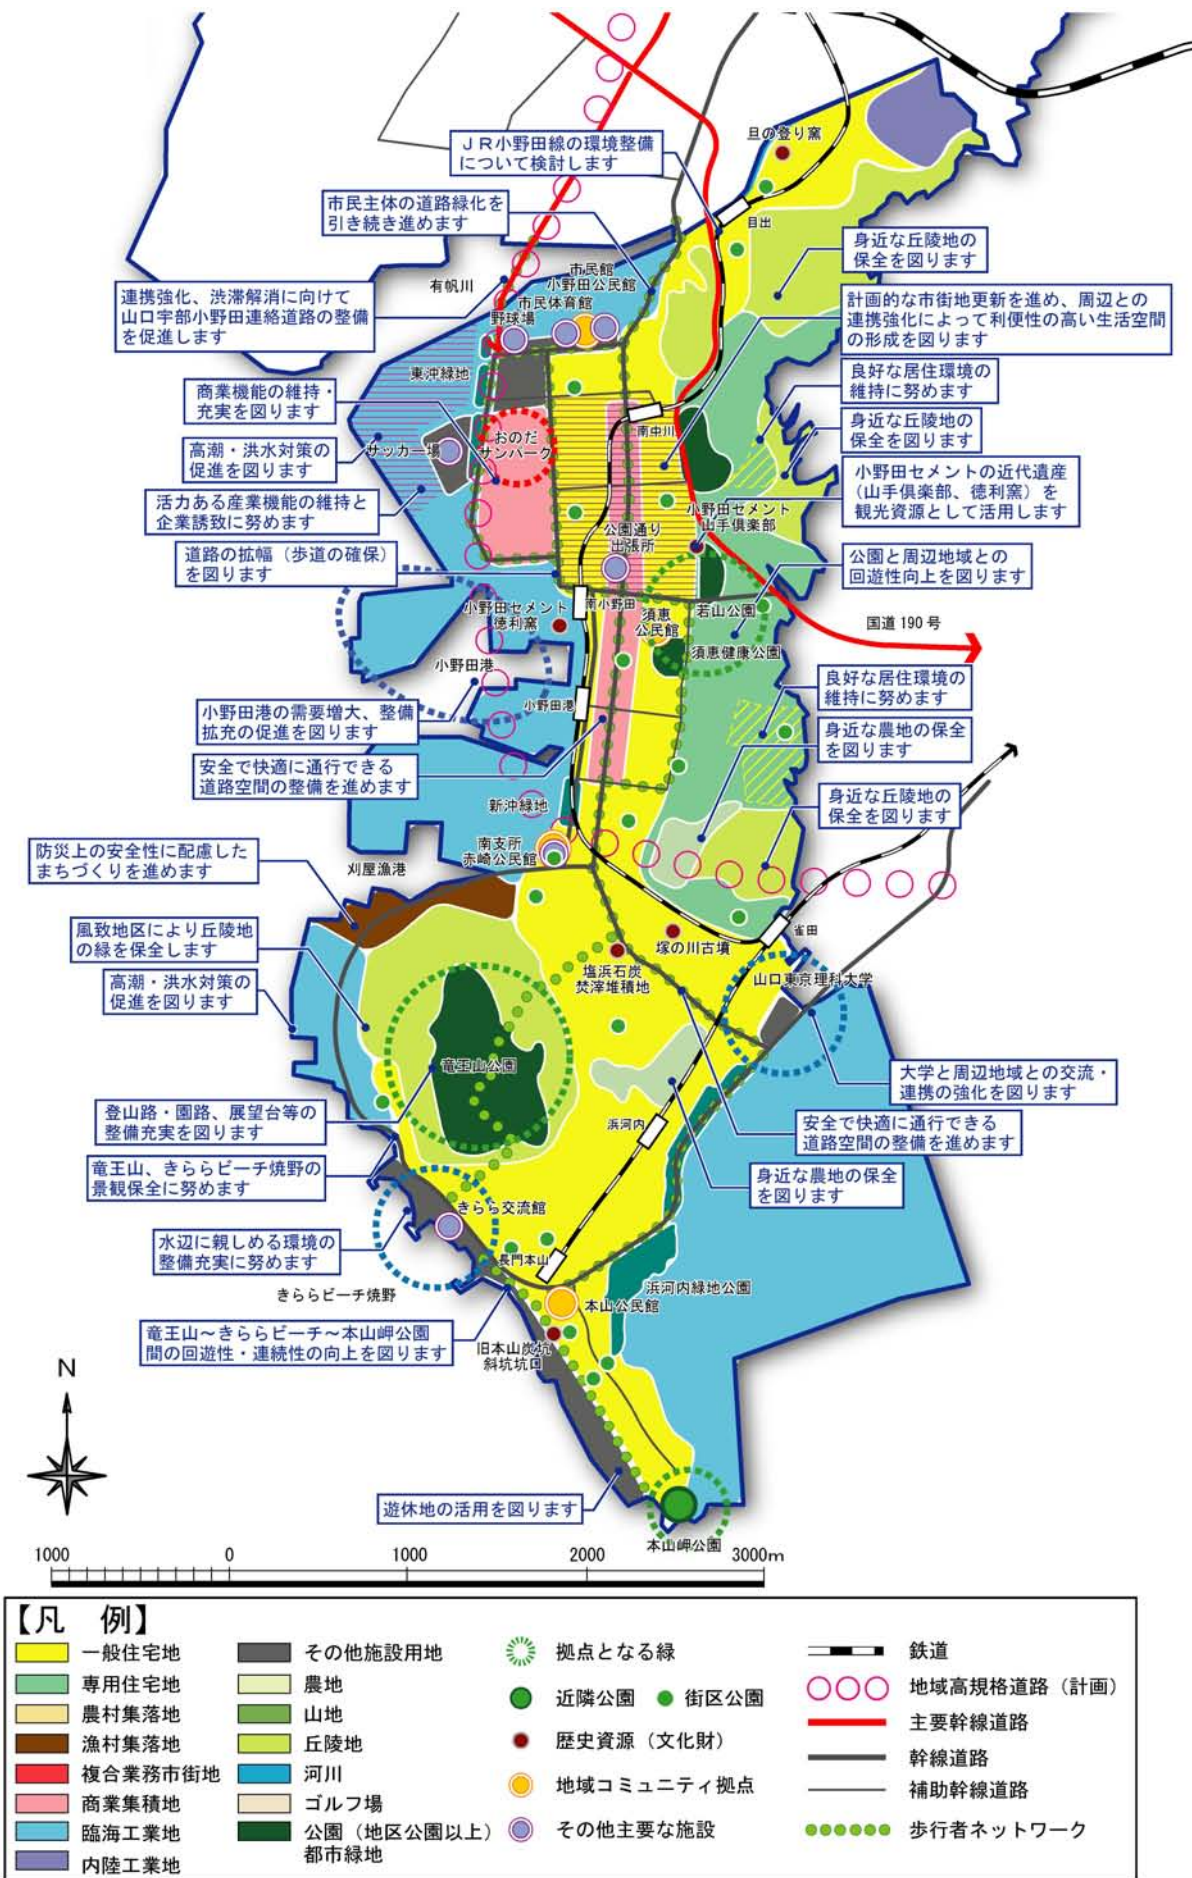 旦の登り窯
JR小野田線の環境整備
について検討します
市民主体の道路緑化を
引き続き進めます
目出
身近な丘陵地の
保全を図ります
有帆川
市民館
小野田公民館
市民体育館
野球場
連携強化、渋滞解消に向けて
山口宇部小野田連絡道路の整備
を促進します
計画的な市街地更新を進め、周辺との
連携強化によって利便性の高い生活空間
の形成を図ります
東沖緑地
良好な居住環境の
維持に努めます
商業機能の維持・
充実を図ります
南中川
身近な丘陵地の
保全を図ります
おのだ
サンパーク
サッカー場
高潮・洪水対策の
促進を図ります
小野田セメントの近代遺産
(山手倶楽部、徳利窯)を
観光資源として活用します
活力ある産業機能の維持と
企業誘致に努めます
小野田セメント
山手倶楽部
公園通り
出張所
道路の拡幅(歩道の確保)
を図ります
公園と周辺地域との
回遊性向上を図ります
小野田セメント
徳利窯
南小野田
須恵
公民館
若山公園
国道190号
須恵健康公園
小野田港
良好な居住環境の
維持に努めます
小野田港
小野田港の需要増大、整備
拡充の促進を図ります
身近な農地の保全
を図ります
安全で快適に通行できる
道路空間の整備を進めます
新沖緑地
身近な丘陵地の
保全を図ります
南支所
赤崎公民館
防災上の安全性に配慮した
まちづくりを進めます
刈屋漁港
風致地区により丘陵地
の緑を保全します
雀田
塚の川古墳
塩浜石炭
焚滓堆積地
山口東京理科大学
高潮・洪水対策の
促進を図ります
竜王山公園
大学と周辺地域との交流・
連携の強化を図ります
登山路・園路、展望台等の
整備充実を図ります
浜河内
安全で快適に通行できる
道路空間の整備を進めます
竜王山、きららビーチ焼野の
景観保全に努めます
身近な農地の保全
を図ります
きらら交流館
水辺に親しめる環境の
整備充実に努めます
長門本山
浜河内緑地公園
きららビーチ焼野
本山公民館
竜王山~きららビーチ~本山岬公園
間の回遊性・連続性の向上を図ります
旧本山炭坑
斜坑坑口
N
遊休地の活用を図ります
本山岬公園
1000 0 1000 2000 3000m
【凡 例】
一般住宅地
専用住宅地
農村集落地
漁村集落地
複合業務市街地
商業集積地
臨海工業地
内陸工業地
その他施設用地
農地
山地
丘陵地
河川
ゴルフ場
公園(地区公園以上)
都市緑地
拠点となる緑
近隣公園 街区公園
歴史資源(文化財)
地域コミュニティ拠点
その他主要な施設
鉄道
地域高規格道路(計画)
主要幹線道路
幹線道路
補助幹線道路
歩行者ネットワーク